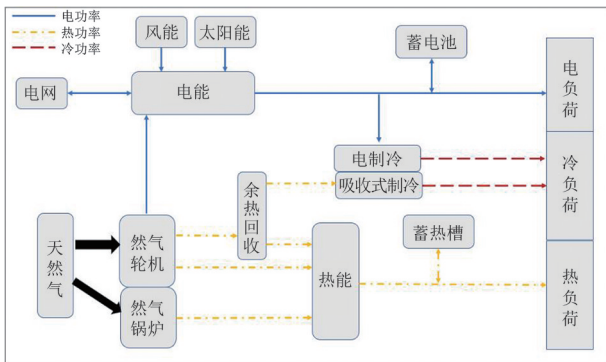 电功率
热功率
冷功率
风能
太阳能
蓄电池
电网
电能
电负荷
电制冷
吸收式制冷
冷负荷
余热回收
天然气
然气
轮机
热能
蓄热槽
热负荷
然气
锅炉